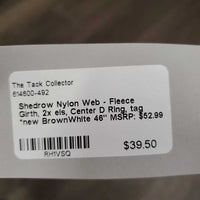 The Tack Collector
614600-492
Shedrow Nylon Web - Fleece
Girth, 2x els, Center D Ring, tag
"new BrownWhite 46" MSRP: $52.99
RH1VSQ
$39.50